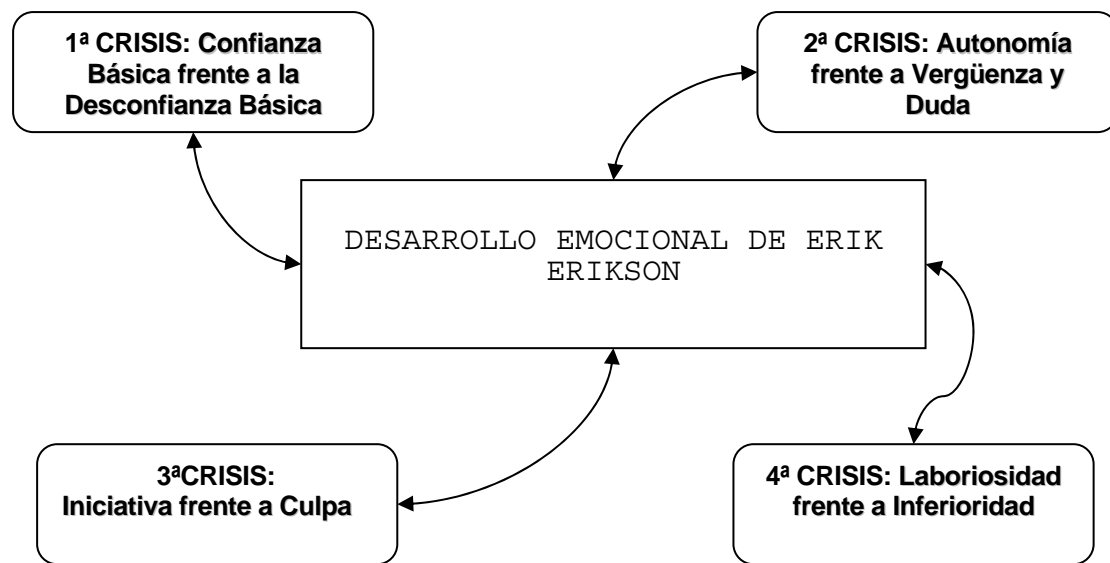 1ª CRISIS: Confianza
Básica frente a la
Desconfianza Básica
2ª CRISIS: Autonomía
frente a Vergüenza y
Duda
DESARROLLO EMOCIONAL DE ERIK
ERIKSON
3ªCRISIS:
Iniciativa frente a Culpa
4ª CRISIS: Laboriosidad
frente a Inferioridad